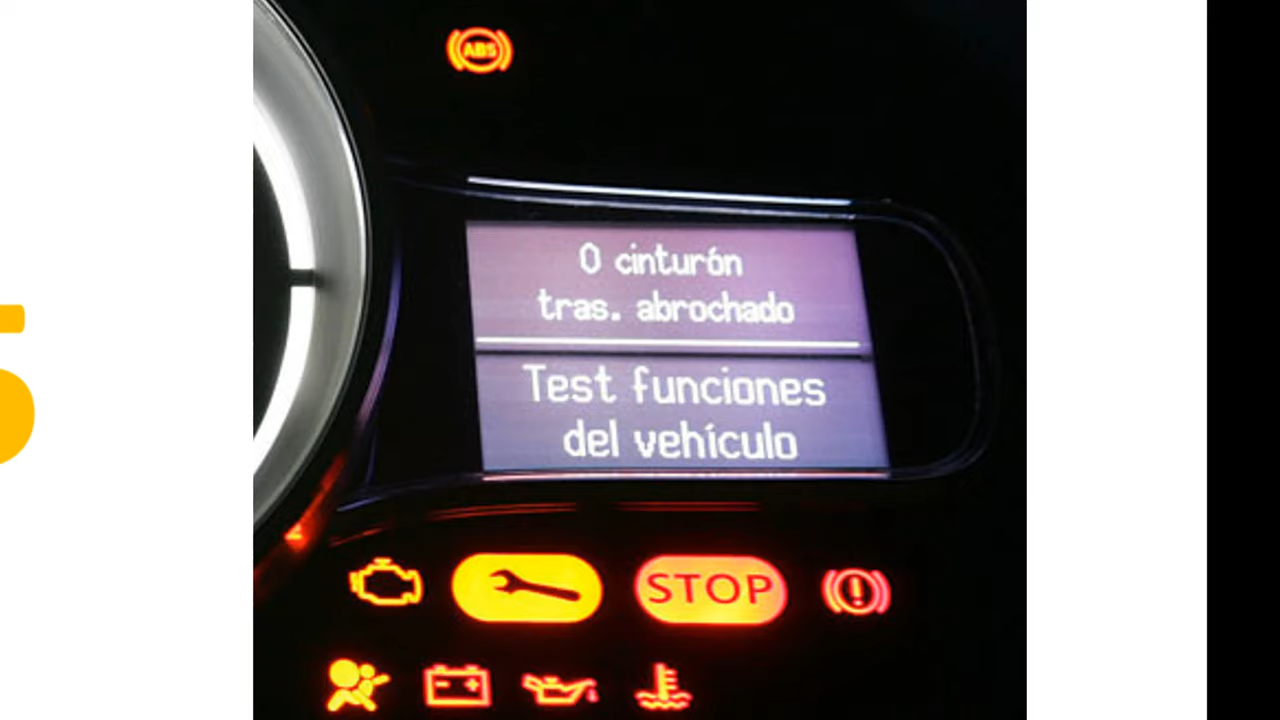 ABS
0 cinturón
tras. abrochado
Test funciones
del vehículo
STOP